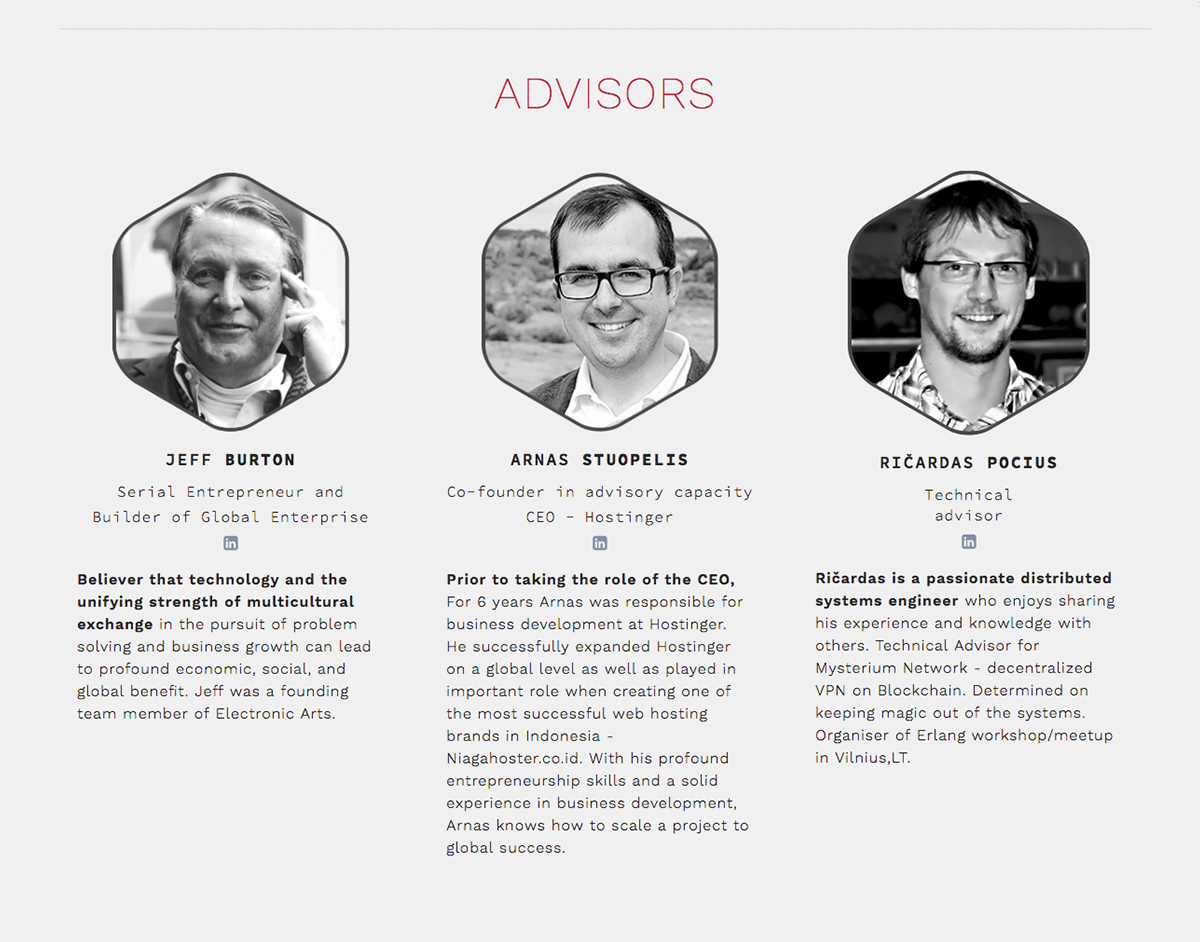 ADVISORS
JEFF BURTON
Serial Entrepreneur and
Builder of Global Enterprise
in
Believer that technology and the
unifying strength of multicultural
exchange in the pursuit of problem
solving and business growth can lead
to profound economic, social, and
global benefit. Jeff was a founding
team member of Electronic Arts.
ARNAS STUOPELIS
Co-founder in advisory capacity
CEO – Hostinger
in
Prior to taking the role of the CEO,
For 6 years Arnas was responsible for
business development at Hostinger.
He successfully expanded Hostinger
on a global level as well as played in
important role when creating one of
the most successful web hosting
brands in Indonesia -
Niagahoster.co.id. With his profound
entrepreneurship skills and a solid
experience in business development,
Arnas knows how to scale a project to
global success.
RIČARDAS POCIUS
Technical
advisor
in
Ričardas is a passionate distributed
systems engineer who enjoys sharing
his experience and knowledge with
others. Technical Advisor for
Mysterium Network - decentralized
VPN on Blockchain. Determined on
keeping magic out of the systems.
Organiser of Erlang workshop/meetup
in Vilnius,LT.